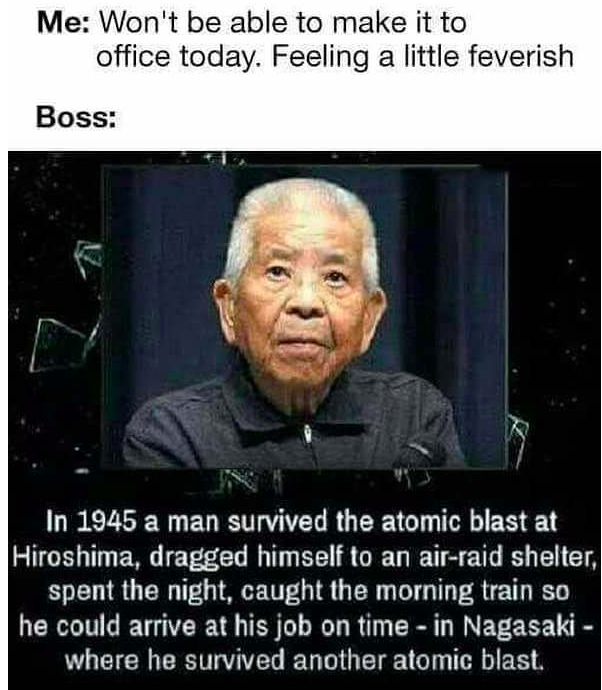 Me: Won't be able to make it to
office today. Feeling a little feverish
Boss:
In 1945 a man survived the atomic blast at
Hiroshima, dragged himself to an air-raid shelter,
spent the night, caught the morning train so
he could arrive at his job on time - in Nagasaki -
where he survived another atomic blast.